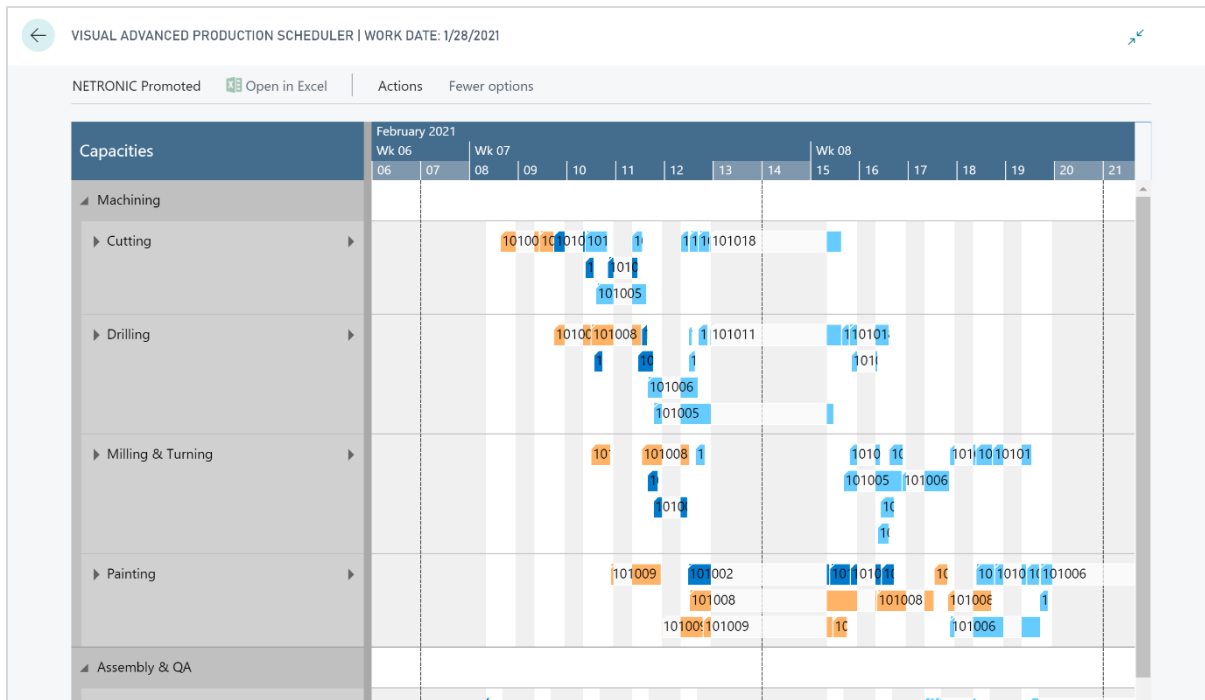 VISUAL ADVANCED PRODUCTION SCHEDULER | WORK DATE: 1/28/2021
NETRONIC Promoted Open in Excel Actions Fewer options
Capacities
February 2021
Wk 06 Wk 07 Wk 08
06 07 08 09 10 11 12 13 14 15 16 17 18 19 20 21
Machining
Cutting
101018
101005
Drilling
101008 101011
101006
101005
Milling & Turning
101008
101005 101006
Painting
101009 101002 101006
101008 101008 101008
101009 101006
Assembly & QA